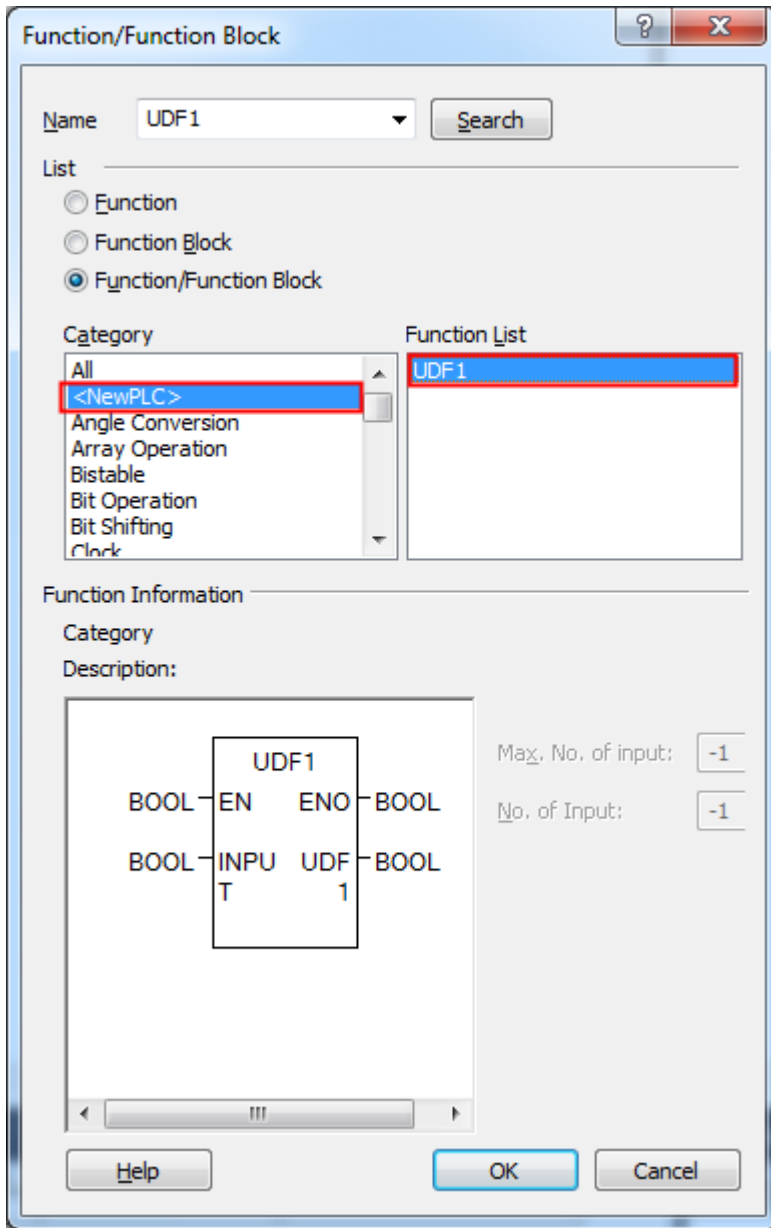 Function/Function Block
Name UDF1 Search
List
Function
Function Block
Function/Function Block
Category Function List
All UDF1
<NewPLC>
Angle Conversion
Array Operation
Bistable
Bit Operation
Bit Shifting
Clock
Function Information
Category
Description:
UDF1
BOOL EN ENO BOOL
BOOL INPU UDF BOOL
T 1
Max. No. of input: -1
No. of Input: -1
Help OK Cancel